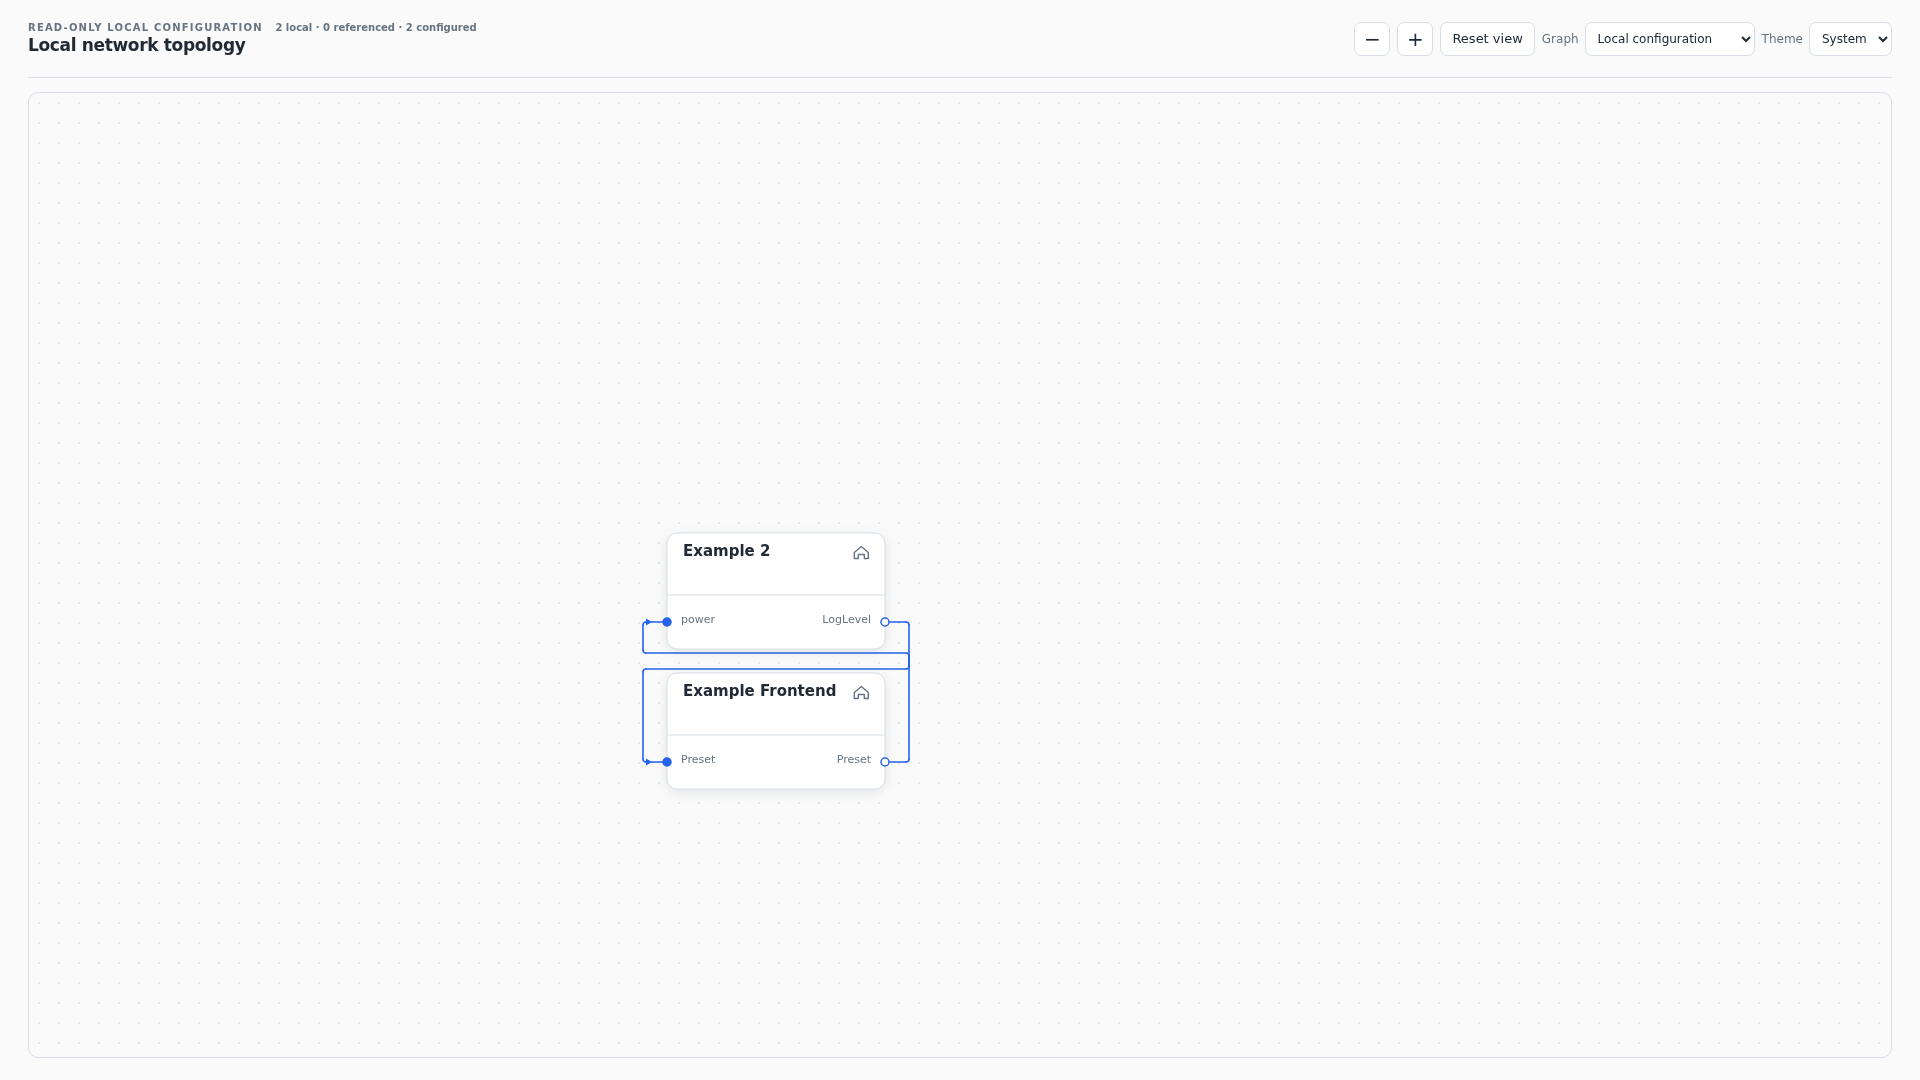 READ-ONLY LOCAL CONFIGURATION 2 local · 0 referenced · 2 configured
Local network topology
Reset view Graph Local configuration Theme System
Example 2
power LogLevel
Example Frontend
Preset Preset